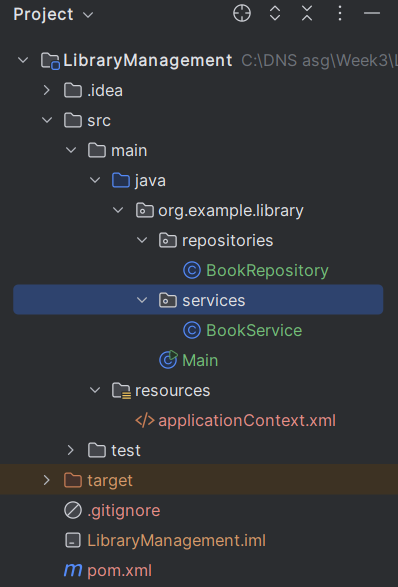 Project
LibraryManagement C:\DNS asg\Week3\L
.idea
src
main
java
org.example.library
repositories
BookRepository
services
BookService
Main
resources
applicationContext.xml
test
target
.gitignore
LibraryManagement.iml
pom.xml